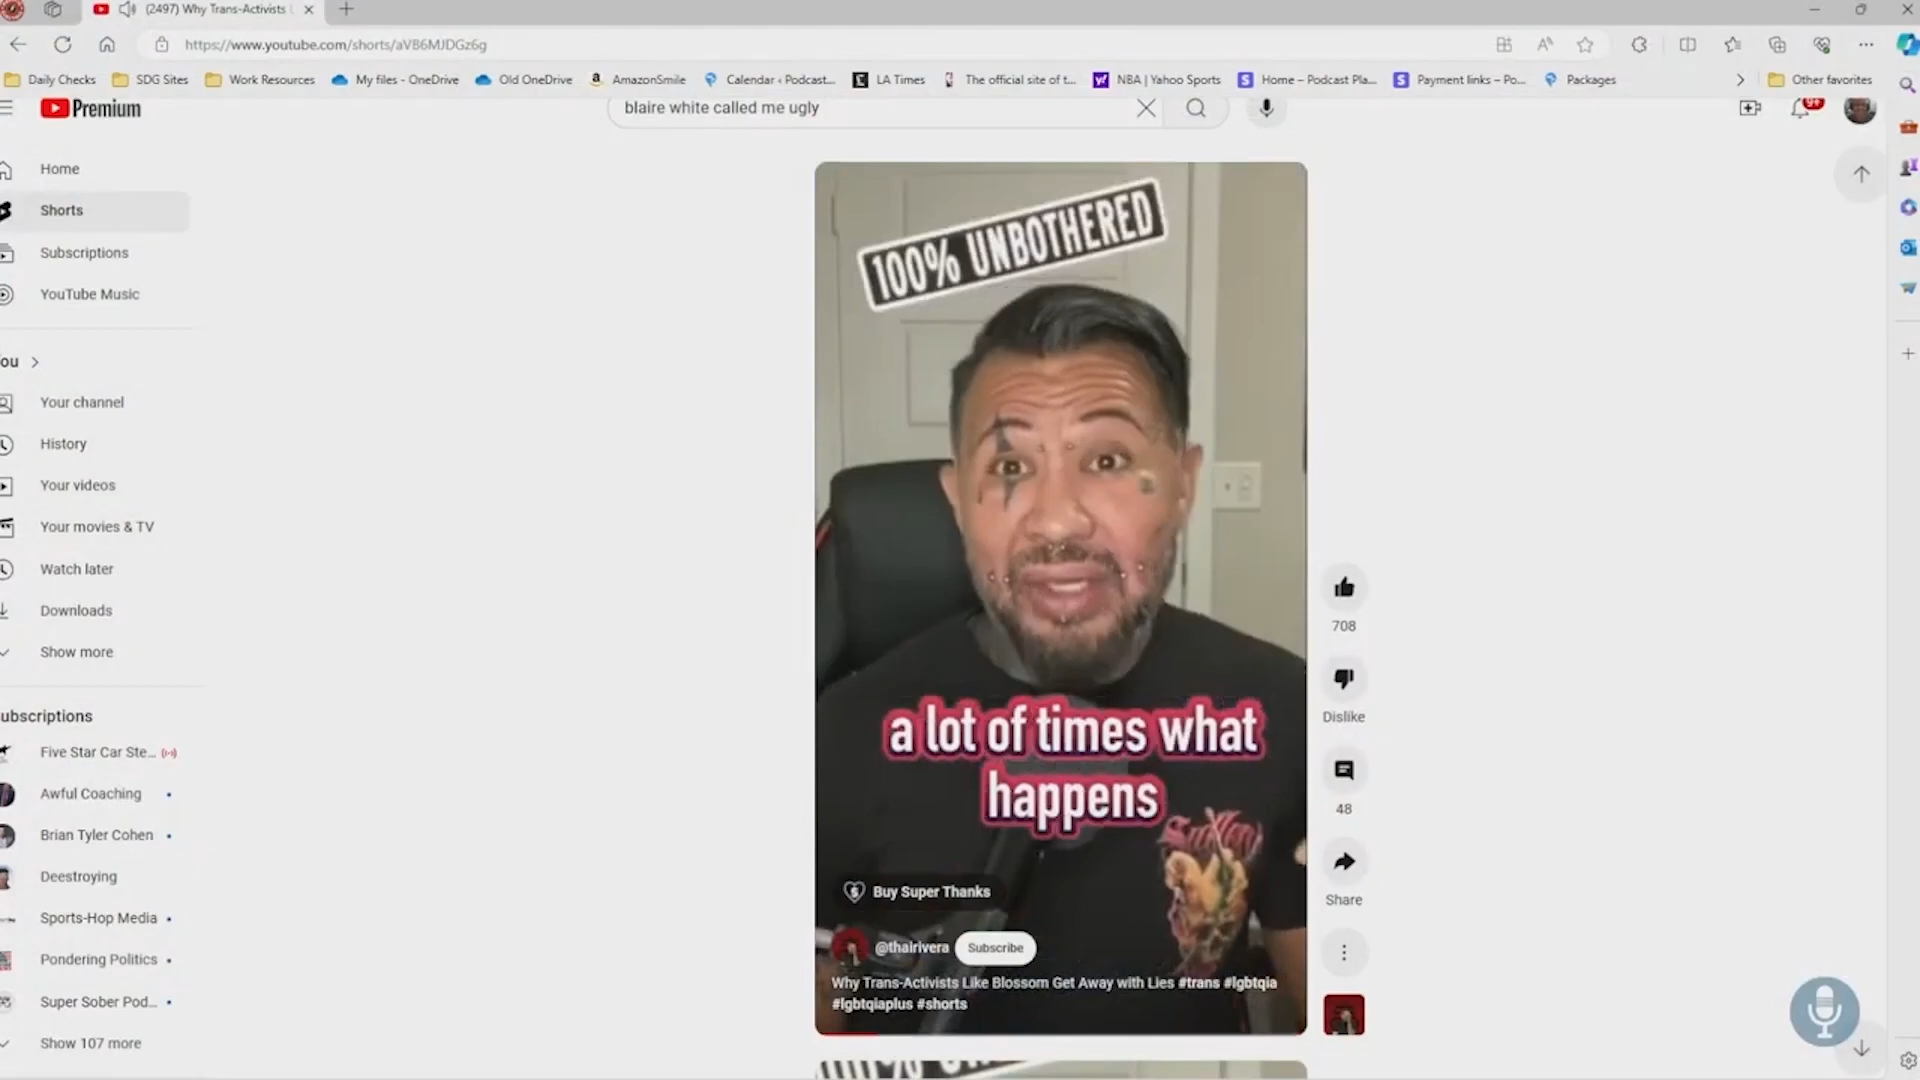 (2497) Why Trans-Activists
https://www.youtube.com/shorts/aVB6MJDGz6g
Daily Checks
SDG Sites
Work Resources
My files - OneDrive
Old OneDrive
AmazonSmile
Calendar ‹ Podcast...
LA Times
The official site of t...
NBA | Yahoo Sports
Home – Podcast Pla...
Payment links – Po...
Packages
Other favorites
Premium
blaire white called me ugly
9+
Home
Shorts
Subscriptions
YouTube Music
ou
Your channel
History
Your videos
Your movies & TV
Watch later
Downloads
Show more
ubscriptions
Five Star Car Ste...
Awful Coaching
Brian Tyler Cohen
Deestroying
Sports-Hop Media
Pondering Politics
Super Sober Pod...
Show 107 more
100% UNBOTHERED
a lot of times what
happens
Buy Super Thanks
@thairivera
Subscribe
Why Trans-Activists Like Blossom Get Away with Lies #trans #lgbtqia
#lgbtqiaplus #shorts
708
Dislike
48
Share